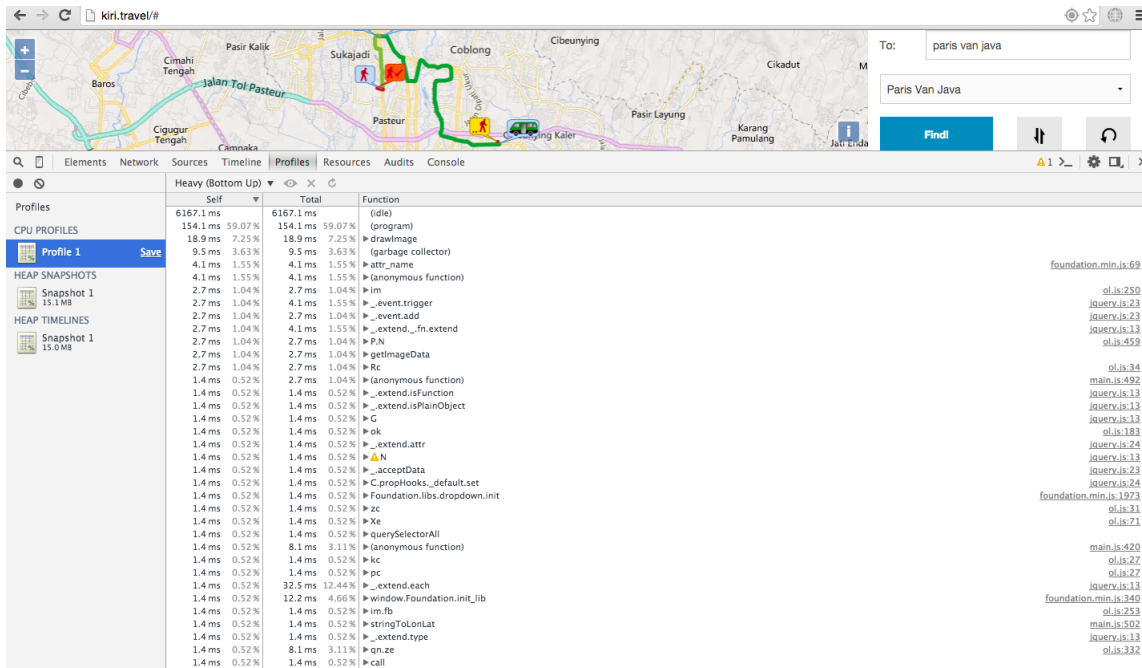 kiri.travel/#
Pasir Kalik
Cimahi
Tengah
Sukajadi
Coblong
Cibeunying
Cikadut
Baros
Jalan Tol Pasteur
Pasteur
Pasir Layung
Cigugur
Tengah
Campaka
Cibeunying Kaler
Karang
Pamulang
To: paris van java
Paris Van Java
Find!
Elements Network Sources Timeline Profiles Resources Audits Console
1
Profiles
CPU PROFILES
Profile 1 Save
HEAP SNAPSHOTS
Snapshot 1
15.1 MB
HEAP TIMELINES
Snapshot 1
15.0 MB
Heavy (Bottom Up)
Self Total Function
6167.1 ms 6167.1 ms (idle)
154.1 ms 59.07% 154.1 ms 59.07% (program)
18.9 ms 7.25% 18.9 ms 7.25% drawImage
9.5 ms 3.63% 9.5 ms 3.63% (garbage collector)
4.1 ms 1.55% 4.1 ms 1.55% attr_name foundation.min.js:69
4.1 ms 1.55% 4.1 ms 1.55% (anonymous function)
2.7 ms 1.04% 2.7 ms 1.04% im ol.js:250
2.7 ms 1.04% 4.1 ms 1.55% _.event.trigger jquery.js:23
2.7 ms 1.04% 2.7 ms 1.04% _.event.add jquery.js:23
2.7 ms 1.04% 4.1 ms 1.55% _.extend._.fn.extend jquery.js:13
2.7 ms 1.04% 2.7 ms 1.04% P.N ol.js:459
2.7 ms 1.04% 2.7 ms 1.04% getImageData
2.7 ms 1.04% 2.7 ms 1.04% Rc ol.js:34
1.4 ms 0.52% 2.7 ms 1.04% (anonymous function) main.js:492
1.4 ms 0.52% 1.4 ms 0.52% _.extend.isFunction jquery.js:13
1.4 ms 0.52% 1.4 ms 0.52% _.extend.isPlainObject jquery.js:13
1.4 ms 0.52% 1.4 ms 0.52% G jquery.js:13
1.4 ms 0.52% 1.4 ms 0.52% ok ol.js:183
1.4 ms 0.52% 1.4 ms 0.52% _.extend.attr jquery.js:24
1.4 ms 0.52% 1.4 ms 0.52% N jquery.js:13
1.4 ms 0.52% 1.4 ms 0.52% _.acceptData jquery.js:23
1.4 ms 0.52% 1.4 ms 0.52% C.propHooks._default.set jquery.js:24
1.4 ms 0.52% 1.4 ms 0.52% Foundation.libs.dropdown.init foundation.min.js:1973
1.4 ms 0.52% 1.4 ms 0.52% zc ol.js:31
1.4 ms 0.52% 1.4 ms 0.52% Xe ol.js:71
1.4 ms 0.52% 1.4 ms 0.52% querySelectorAll
1.4 ms 0.52% 8.1 ms 3.11% (anonymous function) main.js:420
1.4 ms 0.52% 1.4 ms 0.52% kc ol.js:27
1.4 ms 0.52% 1.4 ms 0.52% pc ol.js:27
1.4 ms 0.52% 32.5 ms 12.44% _.extend.each jquery.js:13
1.4 ms 0.52% 12.2 ms 4.66% window.Foundation.init_lib foundation.min.js:340
1.4 ms 0.52% 1.4 ms 0.52% im.fb ol.js:253
1.4 ms 0.52% 1.4 ms 0.52% stringToLonLat main.js:502
1.4 ms 0.52% 1.4 ms 0.52% _.extend.type jquery.js:13
1.4 ms 0.52% 8.1 ms 3.11% qn.ze ol.js:332
1.4 ms 0.52% 1.4 ms 0.52% call